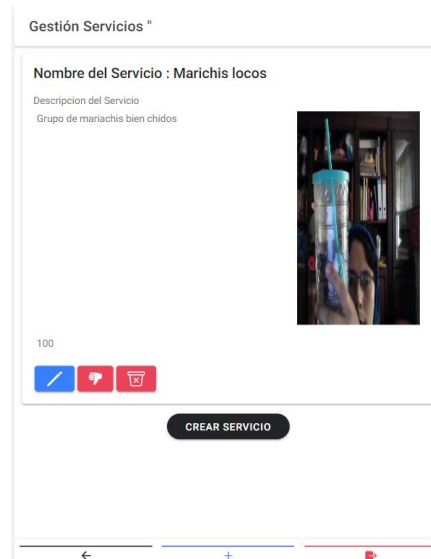 Gestión Servicios "
Nombre del Servicio : Marichis locos
Descripcion del Servicio
Grupo de mariachis bien chidos
100
CREAR SERVICIO